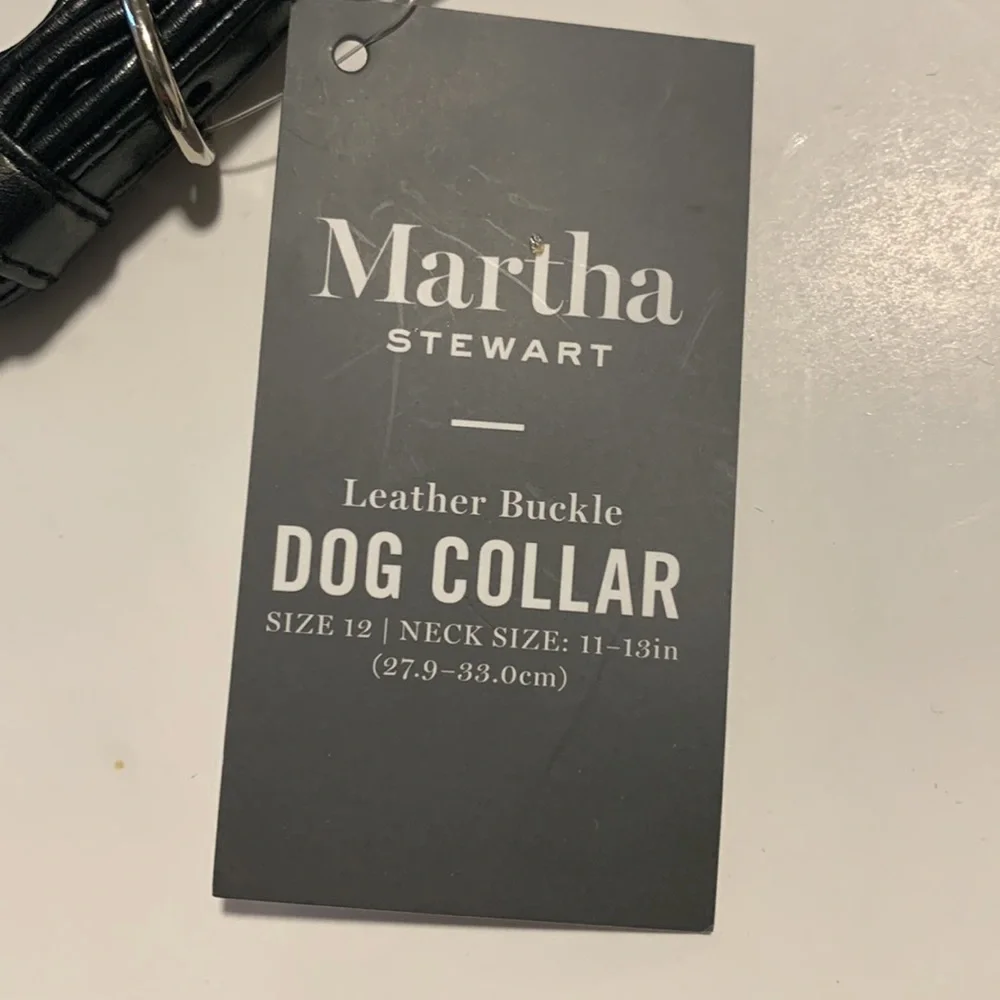 Martha
STEWART
Leather Buckle
DOG COLLAR
SIZE 12 | NECK SIZE: 11–13in
(27.9–33.0cm)